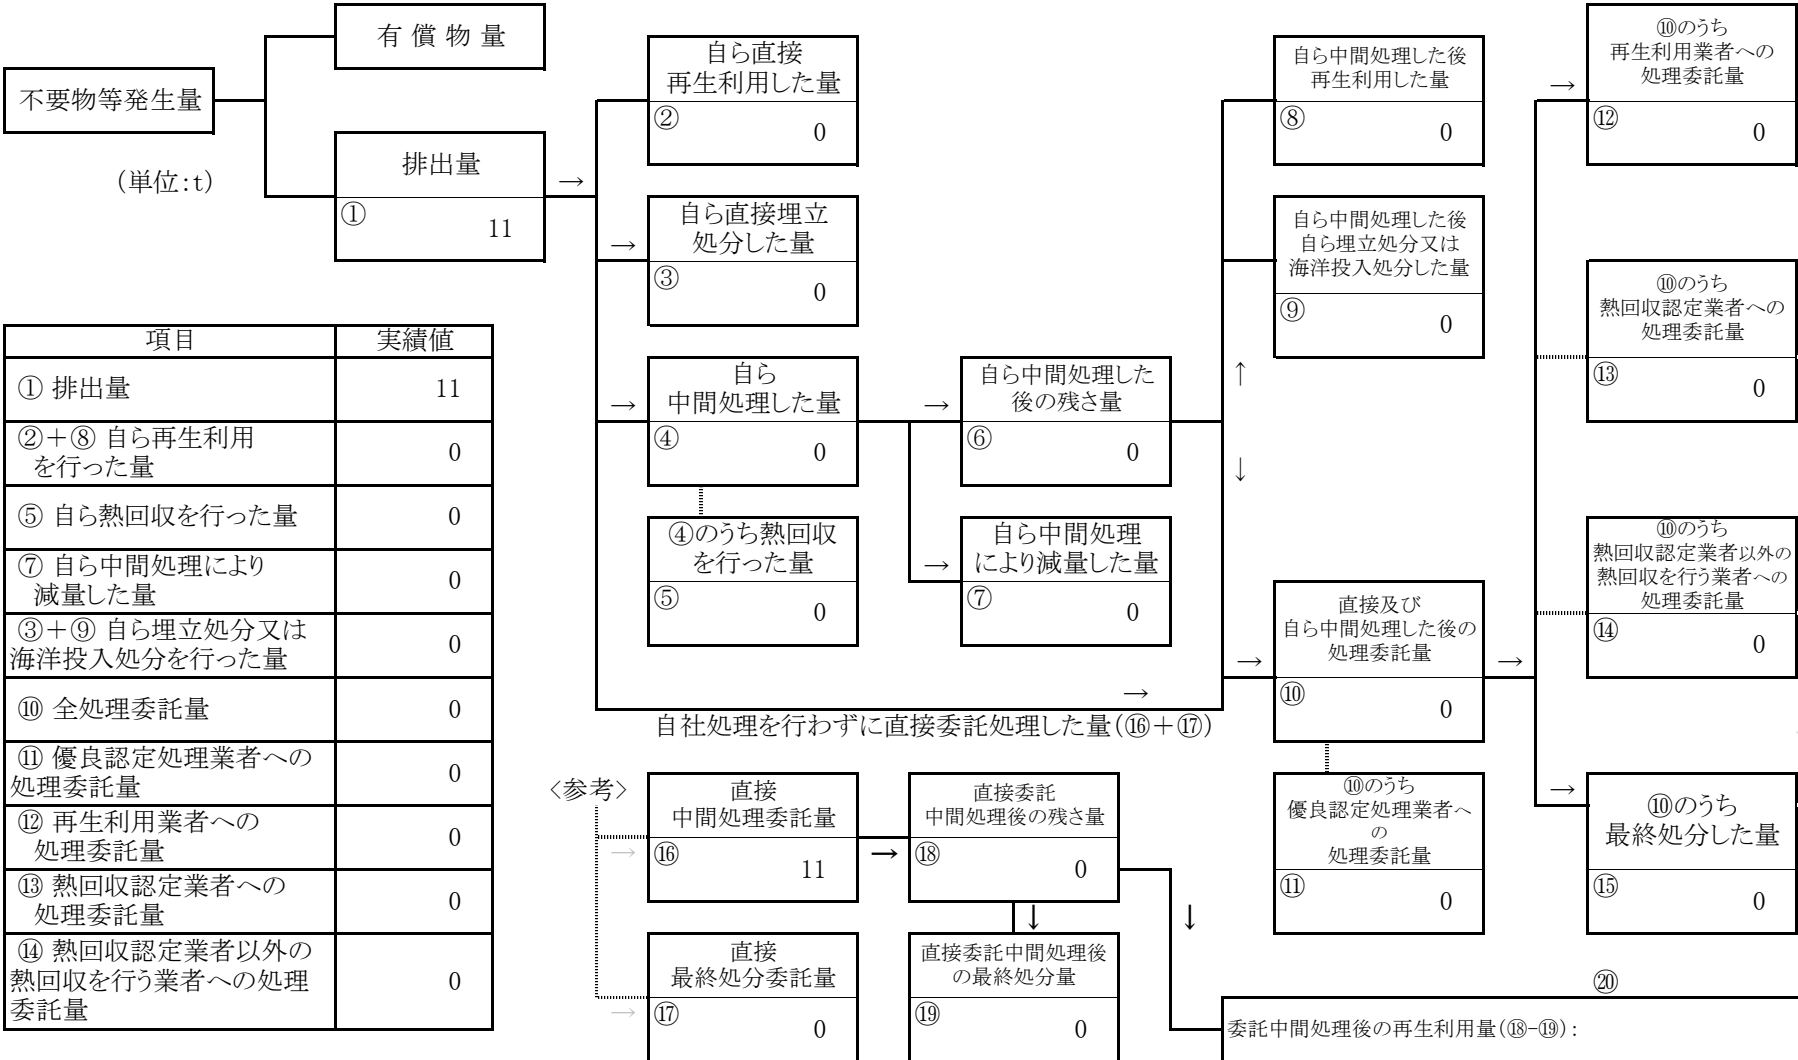 有 償 物 量
不要物等発生量
(単位:t)
排出量
①
11
→
自ら直接
再生利用した量
②
0
→
自ら直接埋立
処分した量
③
0
→
自ら
中間処理した量
④
0
④のうち熱回収
を行った量
⑤
0
→
自ら中間処理した
後の残さ量
⑥
0
→
自ら中間処理
により減量した量
⑦
0
自ら中間処理した後
再生利用した量
⑧
0
自ら中間処理した後
自ら埋立処分又は
海洋投入処分した量
⑨
0
↑
↓
→
直接及び
自ら中間処理した後の
処理委託量
⑩
0
⑩のうち
優良認定処理業者へ
の
処理委託量
⑪
0
→
→
⑩のうち
再生利用業者への
処理委託量
⑫
0
⑩のうち
熱回収認定業者への
処理委託量
⑬
0
⑩のうち
熱回収認定業者以外の
熱回収を行う業者への
処理委託量
⑭
0
→
⑩のうち
最終処分した量
⑮
0
→
自社処理を行わずに直接委託処理した量(⑯+⑰)
〈参考〉
→
直接
中間処理委託量
⑯
11
→
直接委託
中間処理後の残さ量
⑱
0
↓
↓
→
直接
最終処分委託量
⑰
0
直接委託中間処理後
の最終処分量
⑲
0
⑳
委託中間処理後の再生利用量(⑱-⑲):
項目 実績値
① 排出量 11
②+⑧ 自ら再生利用
を行った量 0
⑤ 自ら熱回収を行った量 0
⑦ 自ら中間処理により
減量した量 0
③+⑨ 自ら埋立処分又は
海洋投入処分を行った量 0
⑩ 全処理委託量 0
⑪ 優良認定処理業者への
処理委託量 0
⑫ 再生利用業者への
処理委託量 0
⑬ 熱回収認定業者への
処理委託量 0
⑭ 熱回収認定業者以外の
熱回収を行う業者への処理
委託量 0